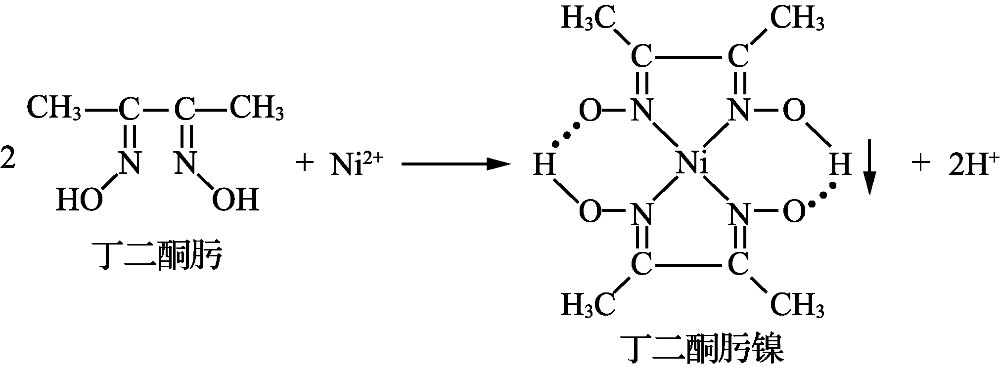 H₃C CH₃
C C
CH₃ C C CH₃ O N N O
2 N N + Ni²⁺ H Ni H + 2H⁺
HO OH O N N O
丁二酮肟 C C
H₃C CH₃
丁二酮肟镍